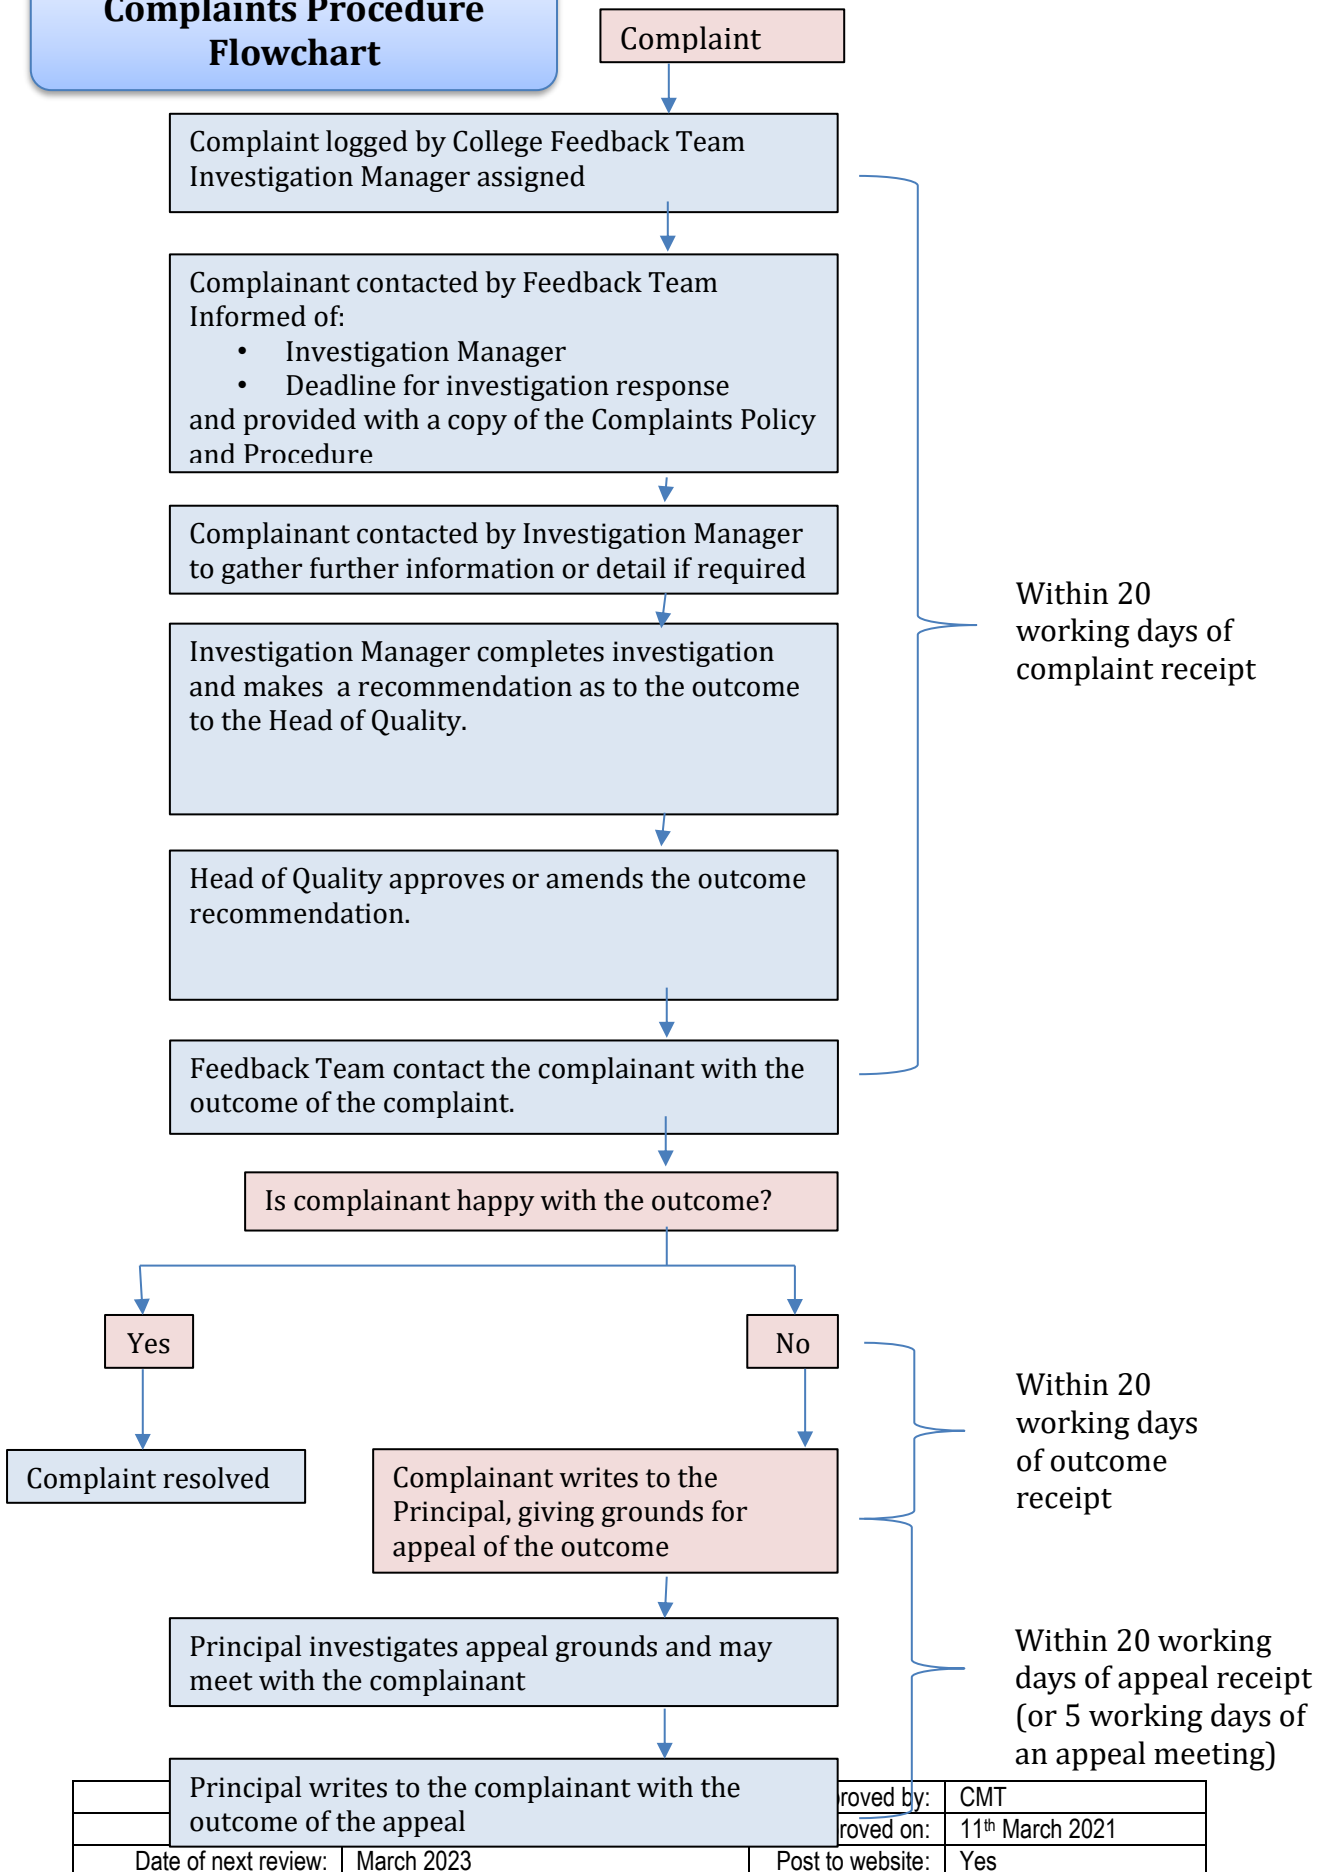 Complaints Procedure
Flowchart
Complaint
Complaint logged by College Feedback Team
Investigation Manager assigned
Complainant contacted by Feedback Team
Informed of:
• Investigation Manager
• Deadline for investigation response
and provided with a copy of the Complaints Policy
and Procedure
Complainant contacted by Investigation Manager
to gather further information or detail if required
Within 20
working days of
complaint receipt
Investigation Manager completes investigation
and makes  a recommendation as to the outcome
to the Head of Quality.
Head of Quality approves or amends the outcome
recommendation.
Feedback Team contact the complainant with the
outcome of the complaint.
Is complainant happy with the outcome?
Yes
No
Within 20
working days
of outcome
receipt
Complaint resolved
Complainant writes to the
Principal, giving grounds for
appeal of the outcome
Principal investigates appeal grounds and may
meet with the complainant
Within 20 working
days of appeal receipt
(or 5 working days of
an appeal meeting)
Principal writes to the complainant with the
outcome of the appeal
roved by: CMT
roved on: 11th March 2021
Date of next review: March 2023 Post to website: Yes